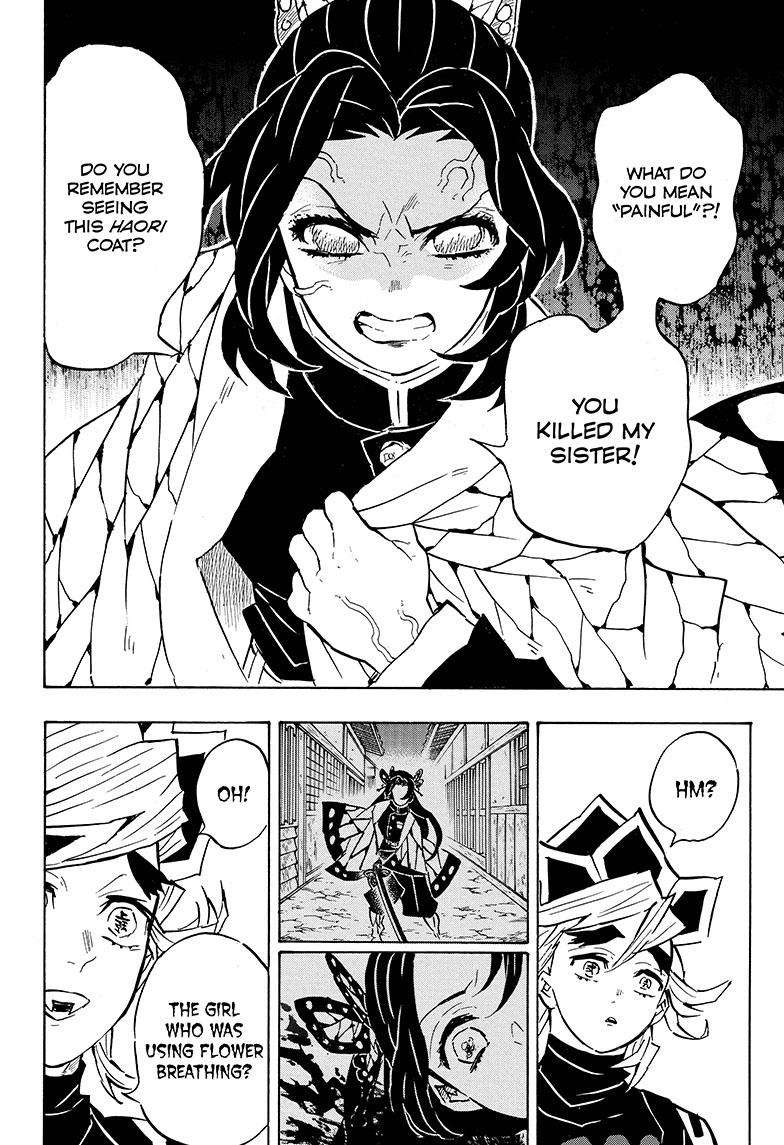 WHAT DO
YOU MEAN
"PAINFUL"?!
YOU
KILLED MY
SISTER!
DO YOU
REMEMBER
SEEING
THIS HAORI
COAT?
HM?
OH!
THE GIRL
WHO WAS
USING FLOWER
BREATHING?